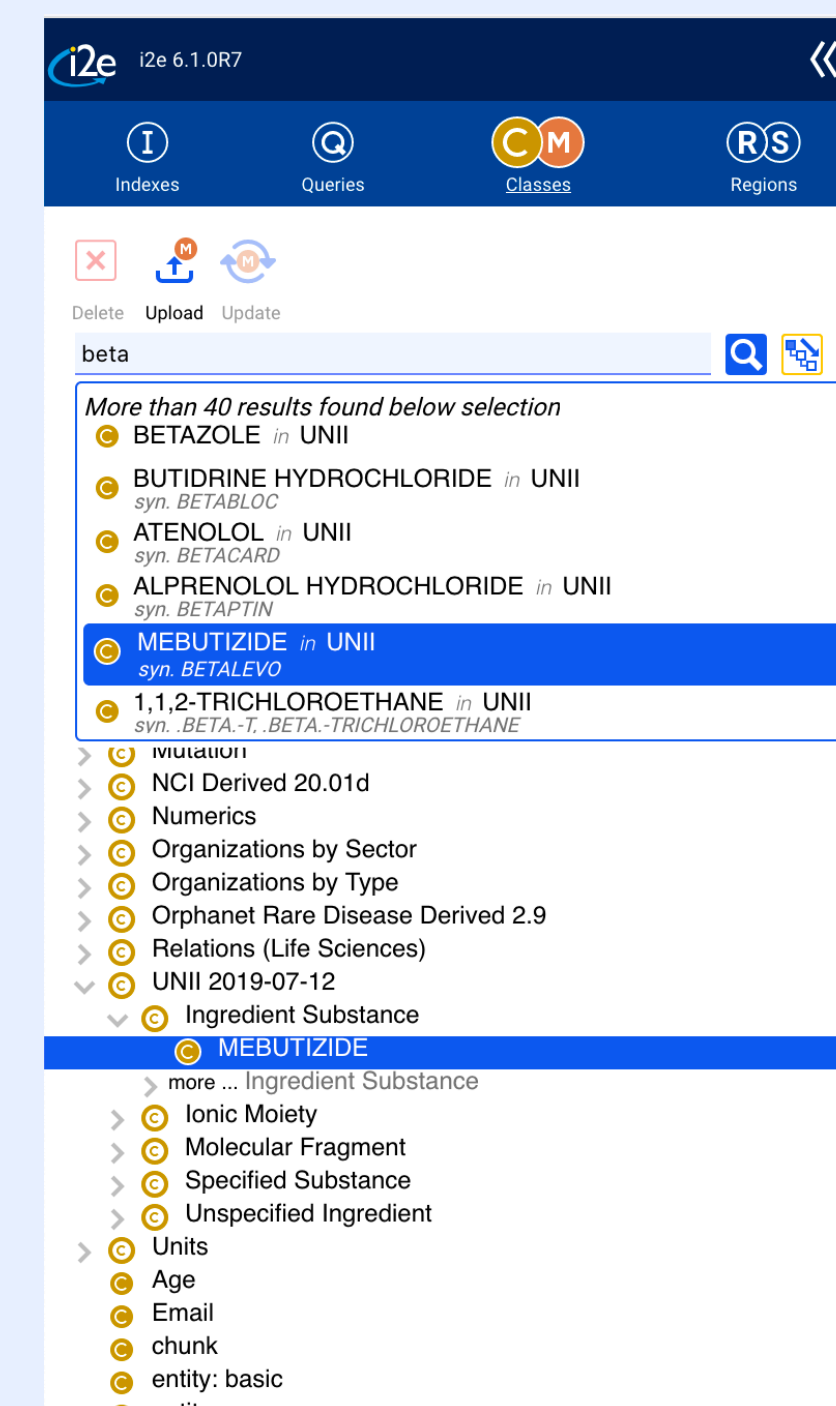 i2e i2e 6.1.0R7
I Q C M R S
Indexes Queries Classes Regions
M M
Delete Upload Update
beta
More than 40 results found below selection
C BETAZOLE in UNII
C BUTIDRINE HYDROCHLORIDE in UNII
syn. BETABLOC
C ATENOLOL in UNII
syn. BETACARD
C ALPRENOLOL HYDROCHLORIDE in UNII
syn. BETAPTIN
C MEBUTIZIDE in UNII
syn. BETALEVO
C 1,1,2-TRICHLOROETHANE in UNII
syn. .BETA.-T, .BETA.-TRICHLOROETHANE
C Mutation
C NCI Derived 20.01d
C Numerics
C Organizations by Sector
C Organizations by Type
C Orphanet Rare Disease Derived 2.9
C Relations (Life Sciences)
C UNII 2019-07-12
C Ingredient Substance
C MEBUTIZIDE
more ... Ingredient Substance
C Ionic Moiety
C Molecular Fragment
C Specified Substance
C Unspecified Ingredient
C Units
C Age
C Email
C chunk
C entity: basic